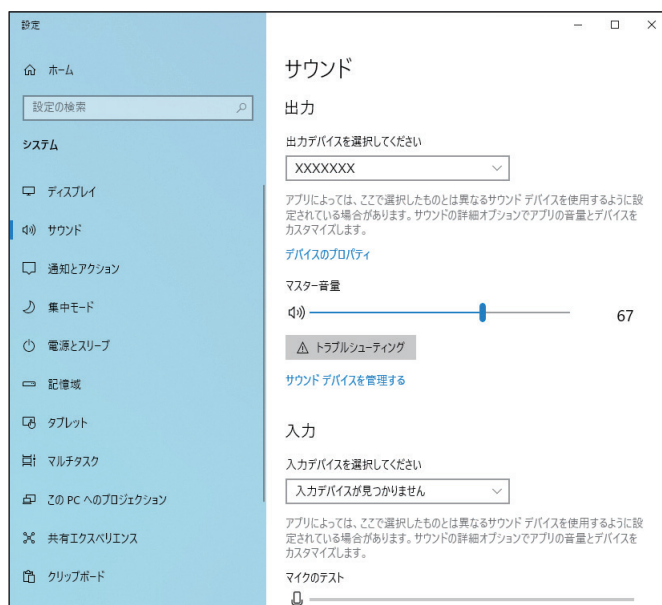 設定
ホーム
設定の検索
システム
ディスプレイ
サウンド
通知とアクション
集中モード
電源とスリープ
記憶域
タブレット
マルチタスク
この PC へのプロジェクション
共有エクスペリエンス
クリップボード
サウンド
出力
出力デバイスを選択してください
XXXXXXX
アプリによっては、ここで選択したものとは異なるサウンド デバイスを使用するように設
定されている場合があります。サウンドの詳細オプションでアプリの音量とデバイスを
カスタマイズします。
デバイスのプロパティ
マスター音量
67
トラブルシューティング
サウンド デバイスを管理する
入力
入力デバイスを選択してください
入力デバイスが見つかりません
アプリによっては、ここで選択したものとは異なるサウンド デバイスを使用するように設
定されている場合があります。サウンドの詳細オプションでアプリの音量とデバイスを
カスタマイズします。
マイクのテスト